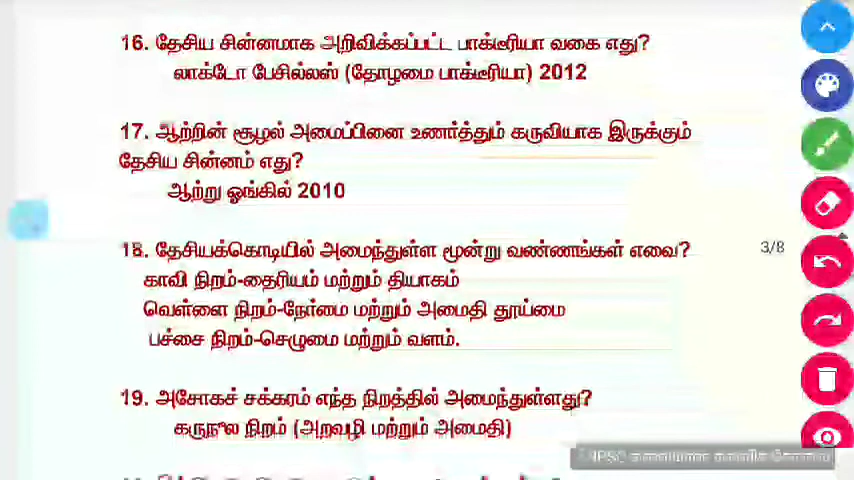 16. தேசிய சின்னமாக அறிவிக்கப்பட்ட பாக்டீரியா வகை எது?
லாக்டோ பேசில்லஸ் (தோழமை பாக்டீரியா) 2012
17. ஆற்றின் சூழல் அமைப்பினை உணர்த்தும் கருவியாக இருக்கும்
தேசிய சின்னம் எது?
ஆற்று ஓங்கில் 2010
18. தேசியக்கொடியில் அமைந்துள்ள மூன்று வண்ணங்கள் எவை?
3/8
காவி நிறம்-தைரியம் மற்றும் தியாகம்
வெள்ளை நிறம்-நேர்மை மற்றும் அமைதி தூய்மை
பச்சை நிறம்-செழுமை மற்றும் வளம்.
19. அசோகச் சக்கரம் எந்த நிறத்தில் அமைந்துள்ளது?
கருநீல நிறம் (அறவழி மற்றும் அமைதி)